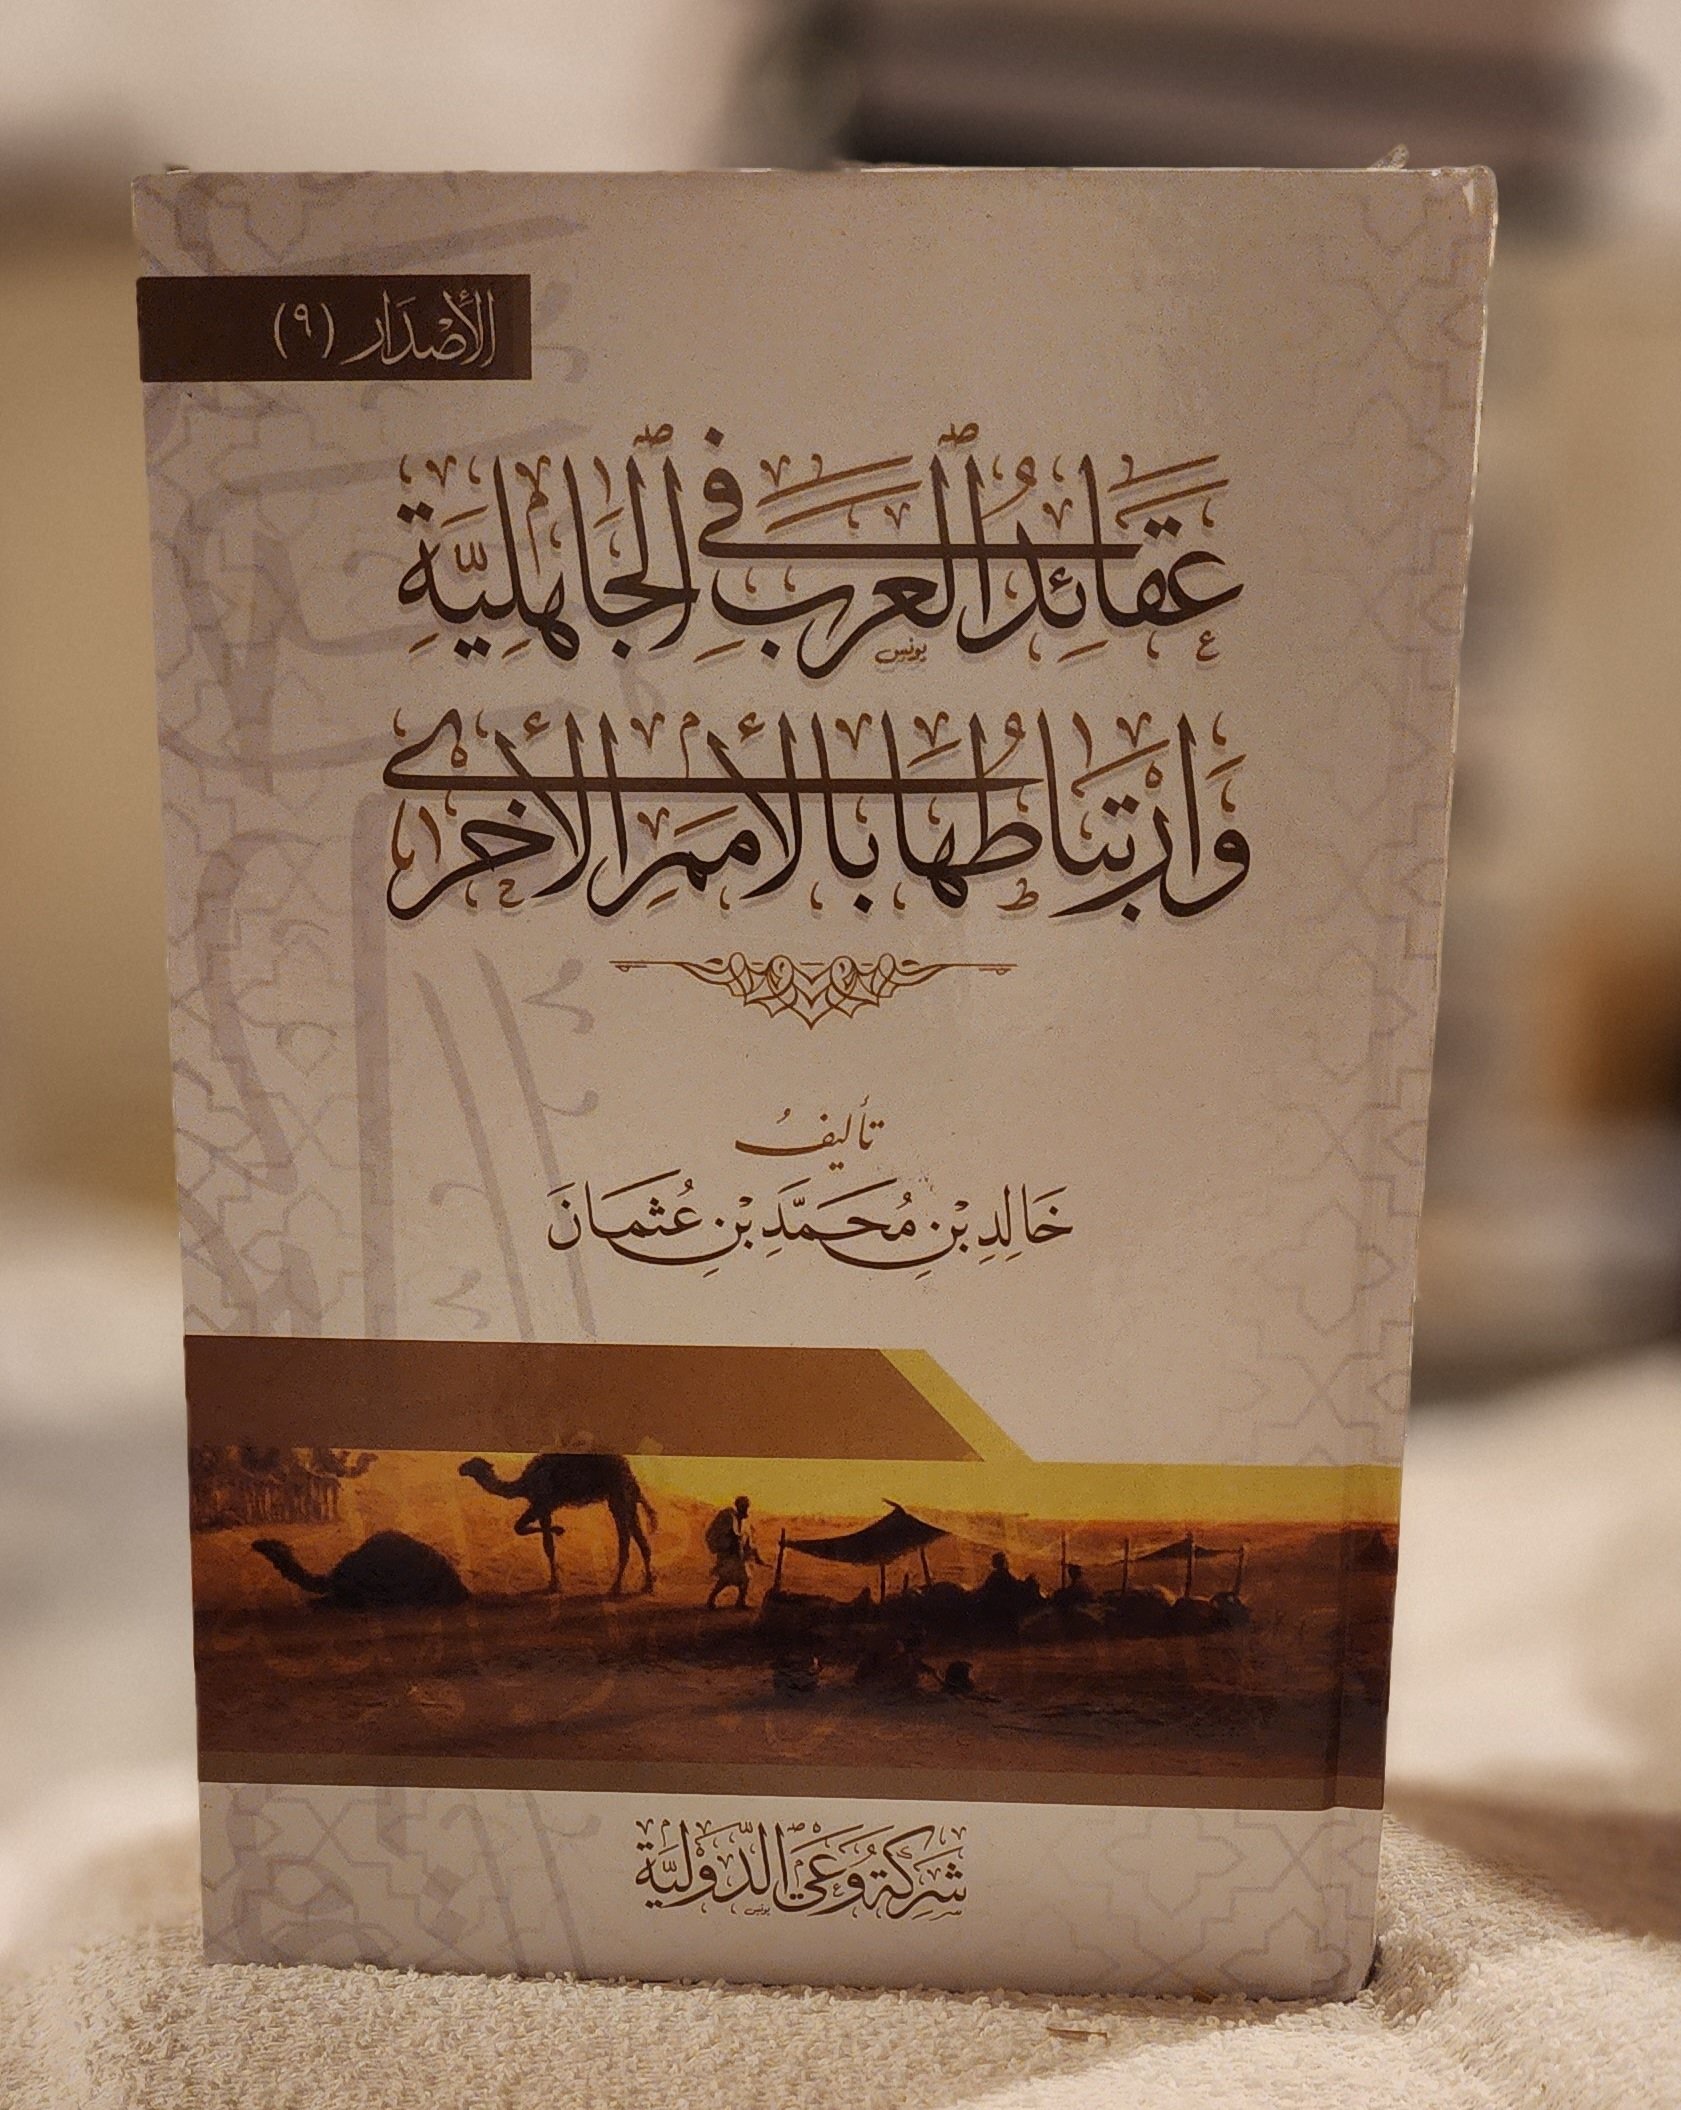 الأصدار (٩)
عقائد العرب في الجاهلية
وارتباطها بالأمم الأخرى
تأليف
خالد بن محمد بن عثمان
شركة وعي الدولية